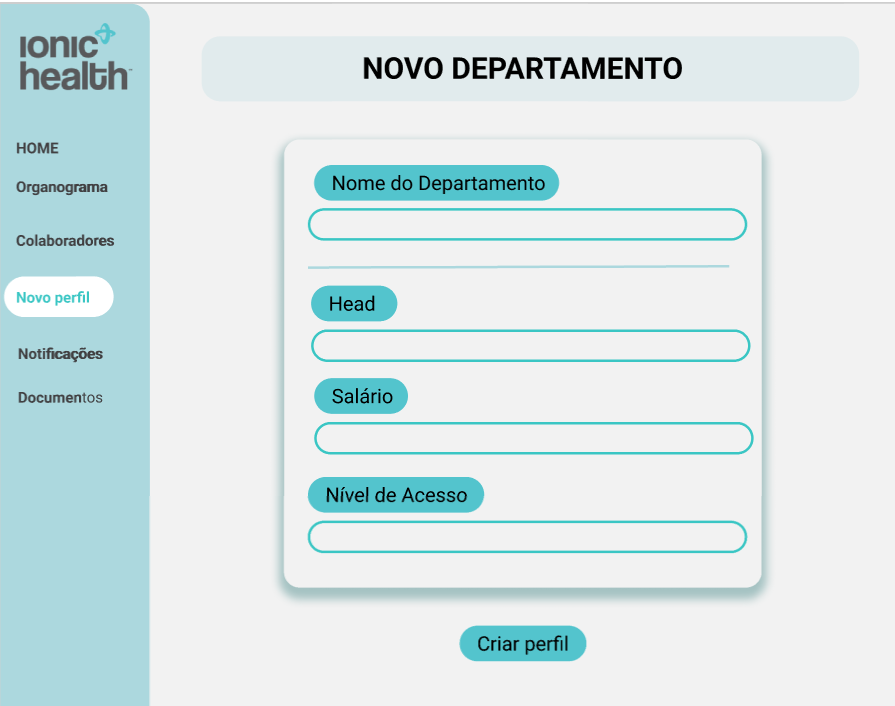 ionic
health
HOME
Organograma
Colaboradores
Novo perfil
Notificações
Documentos
NOVO DEPARTAMENTO
Nome do Departamento
Head
Salário
Nível de Acesso
Criar perfil